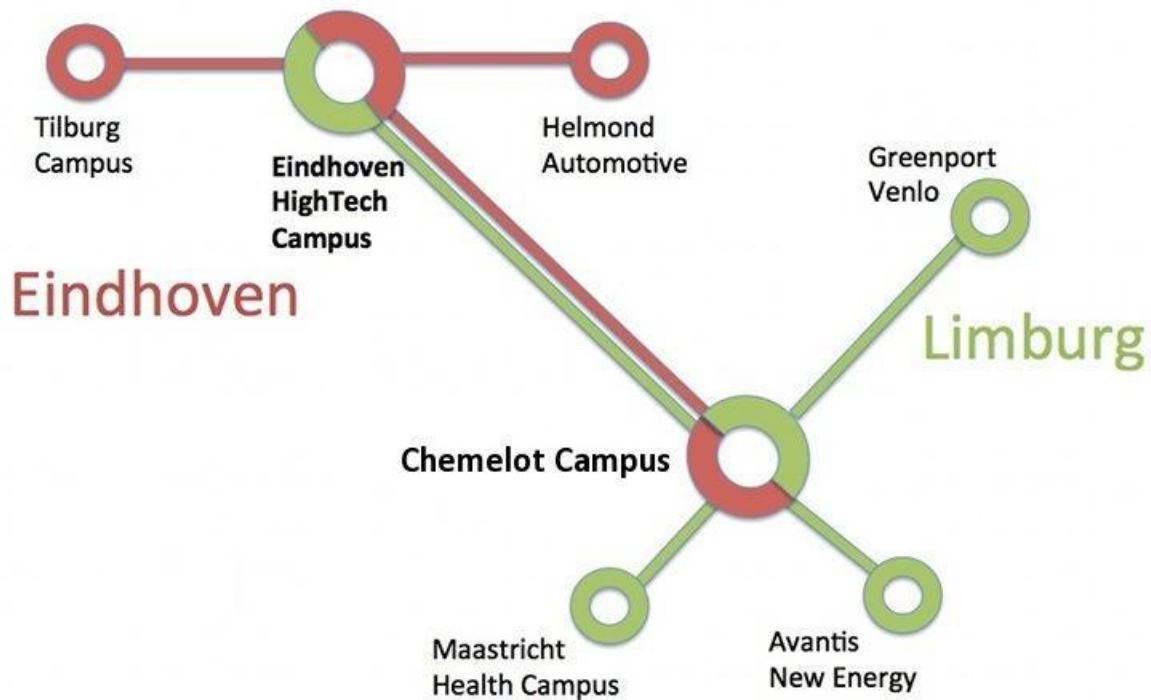 Tilburg
Campus
Eindhoven
HighTech
Campus
Helmond
Automotive
Greenport
Venlo
Eindhoven
Limburg
Chemelot Campus
Maastricht
Health Campus
Avantis
New Energy